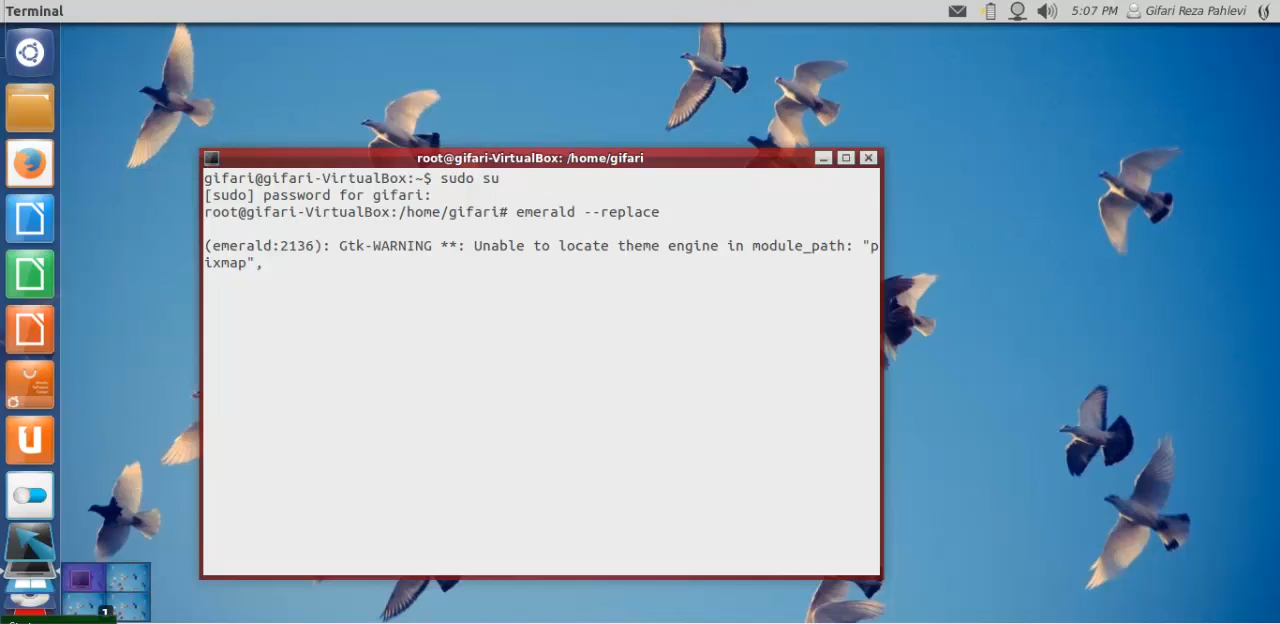 Terminal
5:07 PM
Gifari Reza Pahlevi
root@gifari-VirtualBox: /home/gifari
gifari@gifari-VirtualBox:~$ sudo su
[sudo] password for gifari:
root@gifari-VirtualBox:/home/gifari# emerald --replace
(emerald:2136): Gtk-WARNING **: Unable to locate theme engine in module_path: "p
ixmap",
1